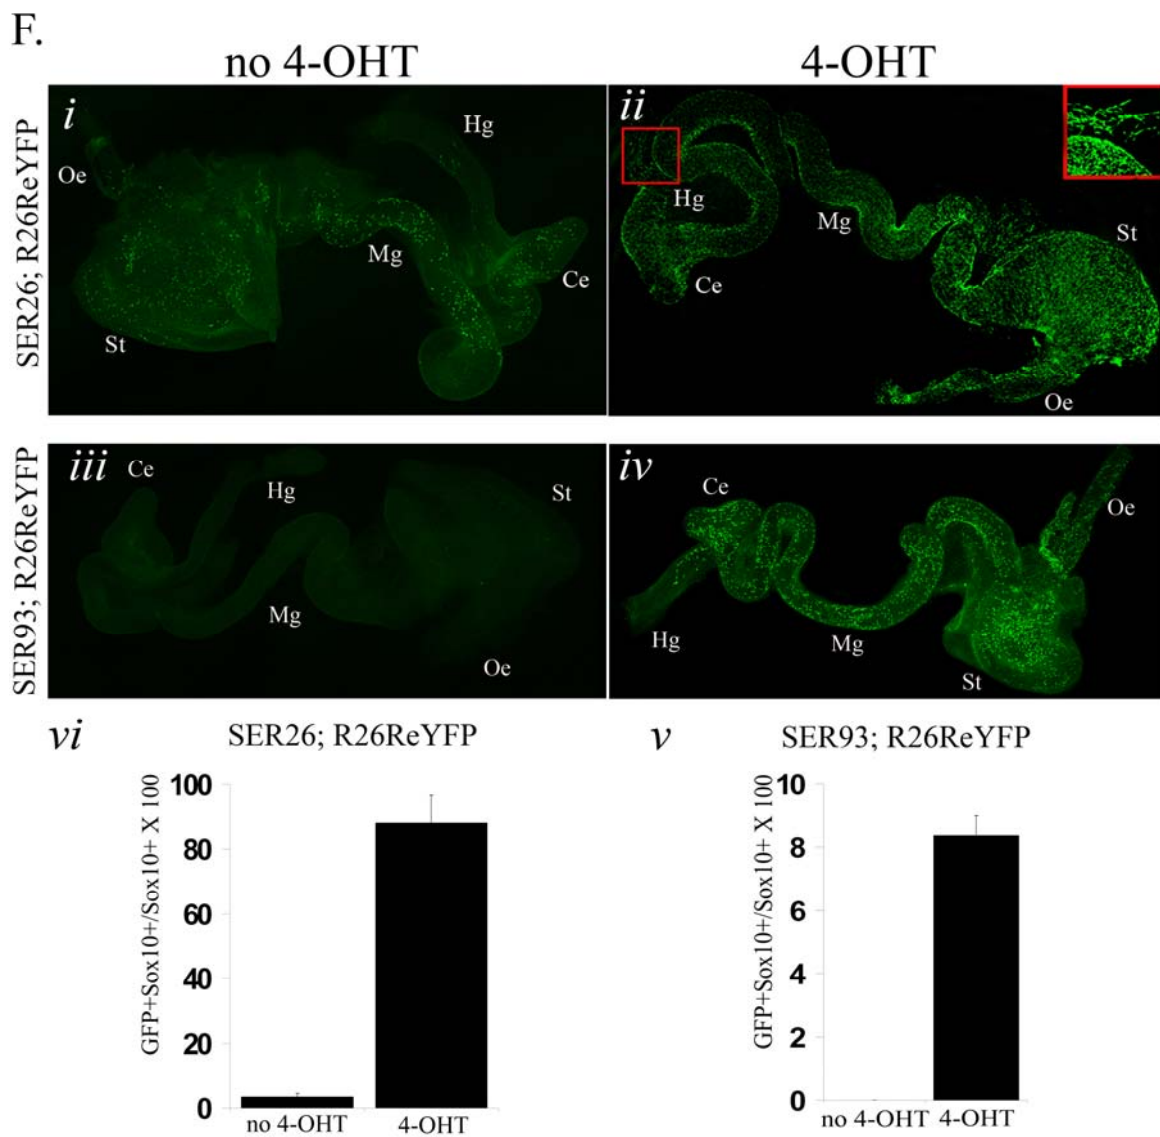 F.
no 4-OHT
4-OHT
SER26; R26ReYFP
i
Oe
Hg
Mg
Ce
St
ii
Hg
Mg
St
Ce
Oe
SER93; R26ReYFP
iii
Ce
Hg
St
Mg
Oe
iv
Ce
Oe
Hg
Mg
St
vi
SER26; R26ReYFP
GFP+Sox10+/Sox10+ X 100
100
80
60
40
20
0
no 4-OHT
4-OHT
v
SER93; R26ReYFP
GFP+Sox10+/Sox10+ X 100
10
8
6
4
2
0
no 4-OHT
4-OHT